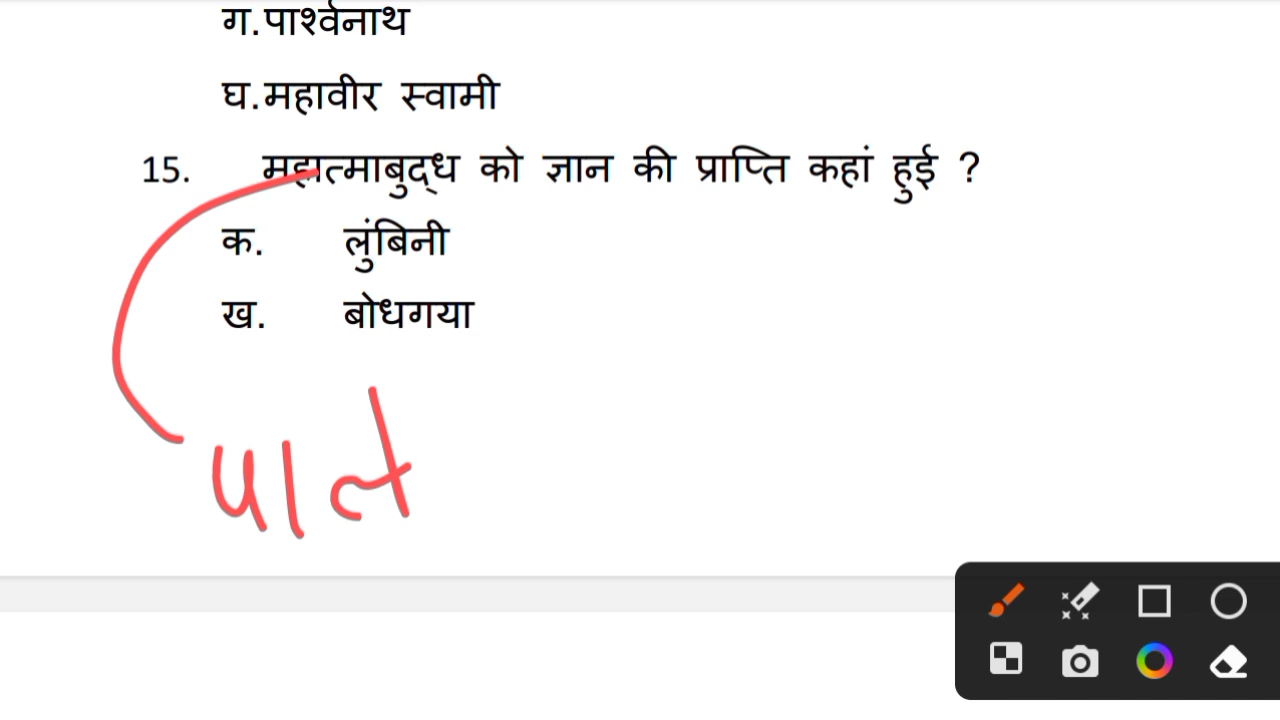 ग.पार्श्वनाथ
घ.महावीर स्वामी
15. महात्माबुद्ध को ज्ञान की प्राप्ति कहां हुई ?
क. लुंबिनी
ख. बोधगया